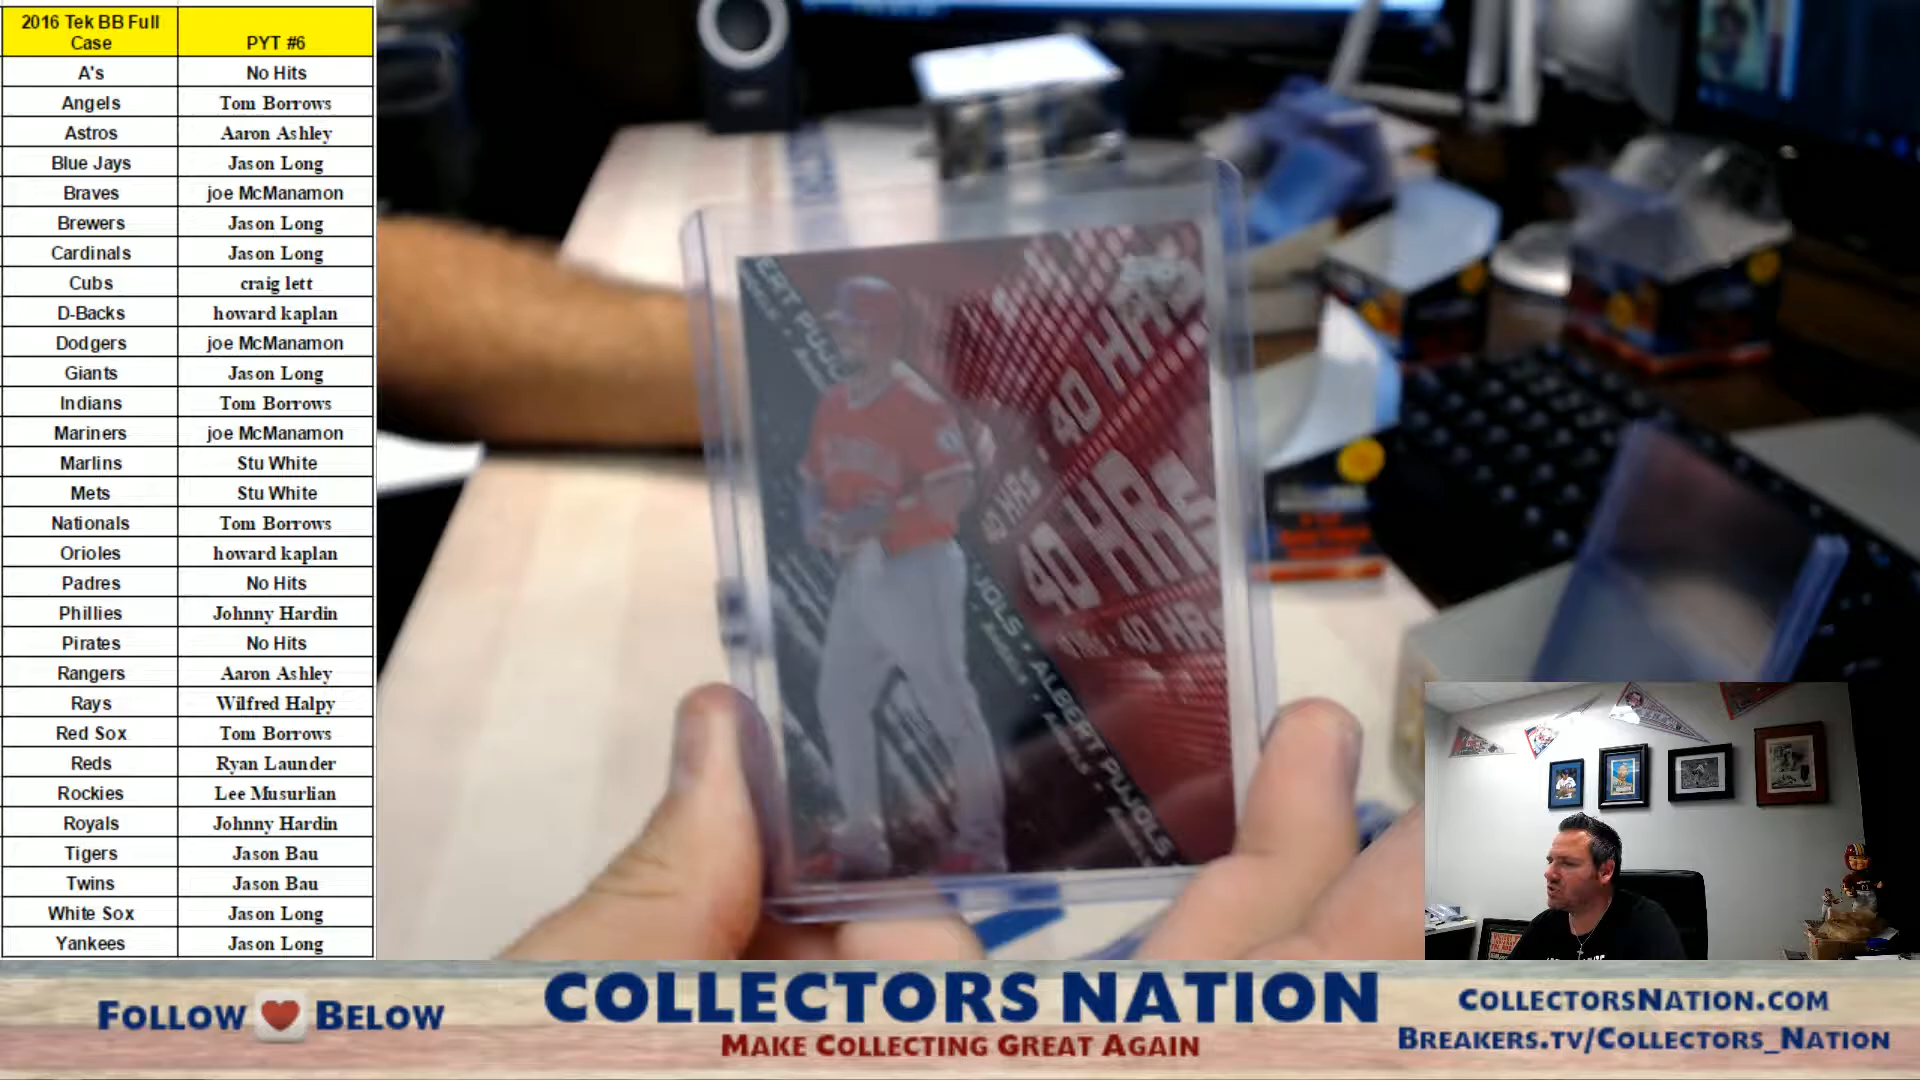 2016 Tek BB Full Case PYT #6
A's No Hits
Angels Tom Borrows
Astros Aaron Ashley
Blue Jays Jason Long
Braves joe McManamon
Brewers Jason Long
Cardinals Jason Long
Cubs craig lett
D-Backs howard kaplan
Dodgers joe McManamon
Giants Jason Long
Indians Tom Borrows
Mariners joe McManamon
Marlins Stu White
Mets Stu White
Nationals Tom Borrows
Orioles howard kaplan
Padres No Hits
Phillies Johnny Hardin
Pirates No Hits
Rangers Aaron Ashley
Rays Wilfred Halpy
Red Sox Tom Borrows
Reds Ryan Launder
Rockies Lee Musurlian
Royals Johnny Hardin
Tigers Jason Bau
Twins Jason Bau
White Sox Jason Long
Yankees Jason Long
40 HRs
40 HRs
40 HRs
40 HRs
UJOLS • ALBERT PUJOLS
Angels
FOLLOW BELOW
COLLECTORS NATION
MAKE COLLECTING GREAT AGAIN
COLLECTORSNATION.COM
BREAKERS.TV/COLLECTORS_NATION